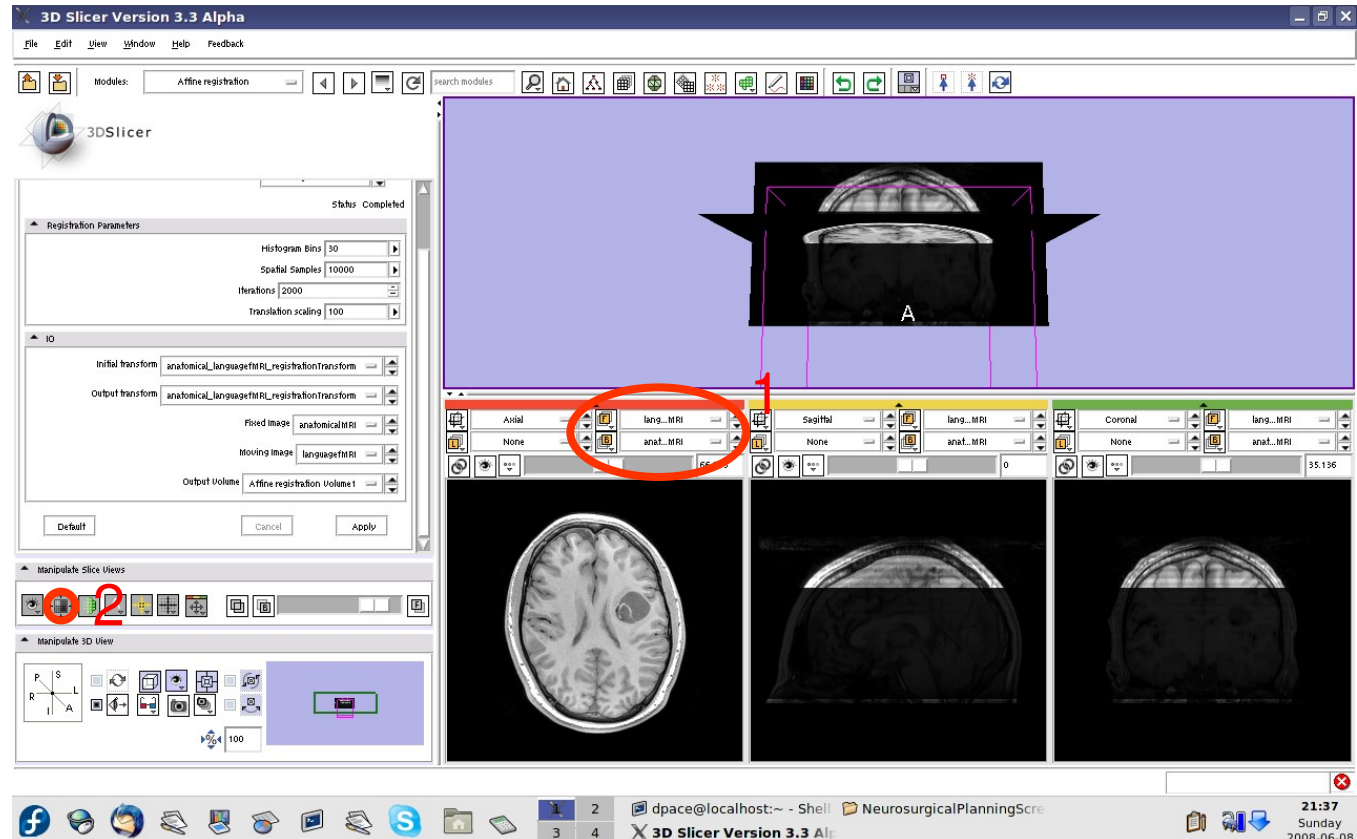 3D Slicer Version 3.3 Alpha
File Edit View Window Help Feedback
Modules: Affine registration search modules
3DSlicer
Status Completed
Registration Parameters
Histogram Bins 30
Spatial Samples 10000
Iterations 2000
Translation scaling 100
IO
Initial transform anatomical_languagefMRI_registrationTransform
Output transform anatomical_languagefMRI_registrationTransform
Fixed Image anatomicalMRI
Moving Image languagefMRI
Output Volume Affine registration Volume1
Default Cancel Apply
Manipulate Slice Views
2
B F
Manipulate 3D View
P S
R L
I A
100
A
1
Axial F lang...MRI Sagittal F lang...MRI Coronal F lang...MRI
L None B anat...MRI L None B anat...MRI L None B anat...MRI
0 35.136
1 2 dpace@localhost:~ - Shell NeurosurgicalPlanningScre
3 4 3D Slicer Version 3.3 Alp
21:37
Sunday
2008-06-08